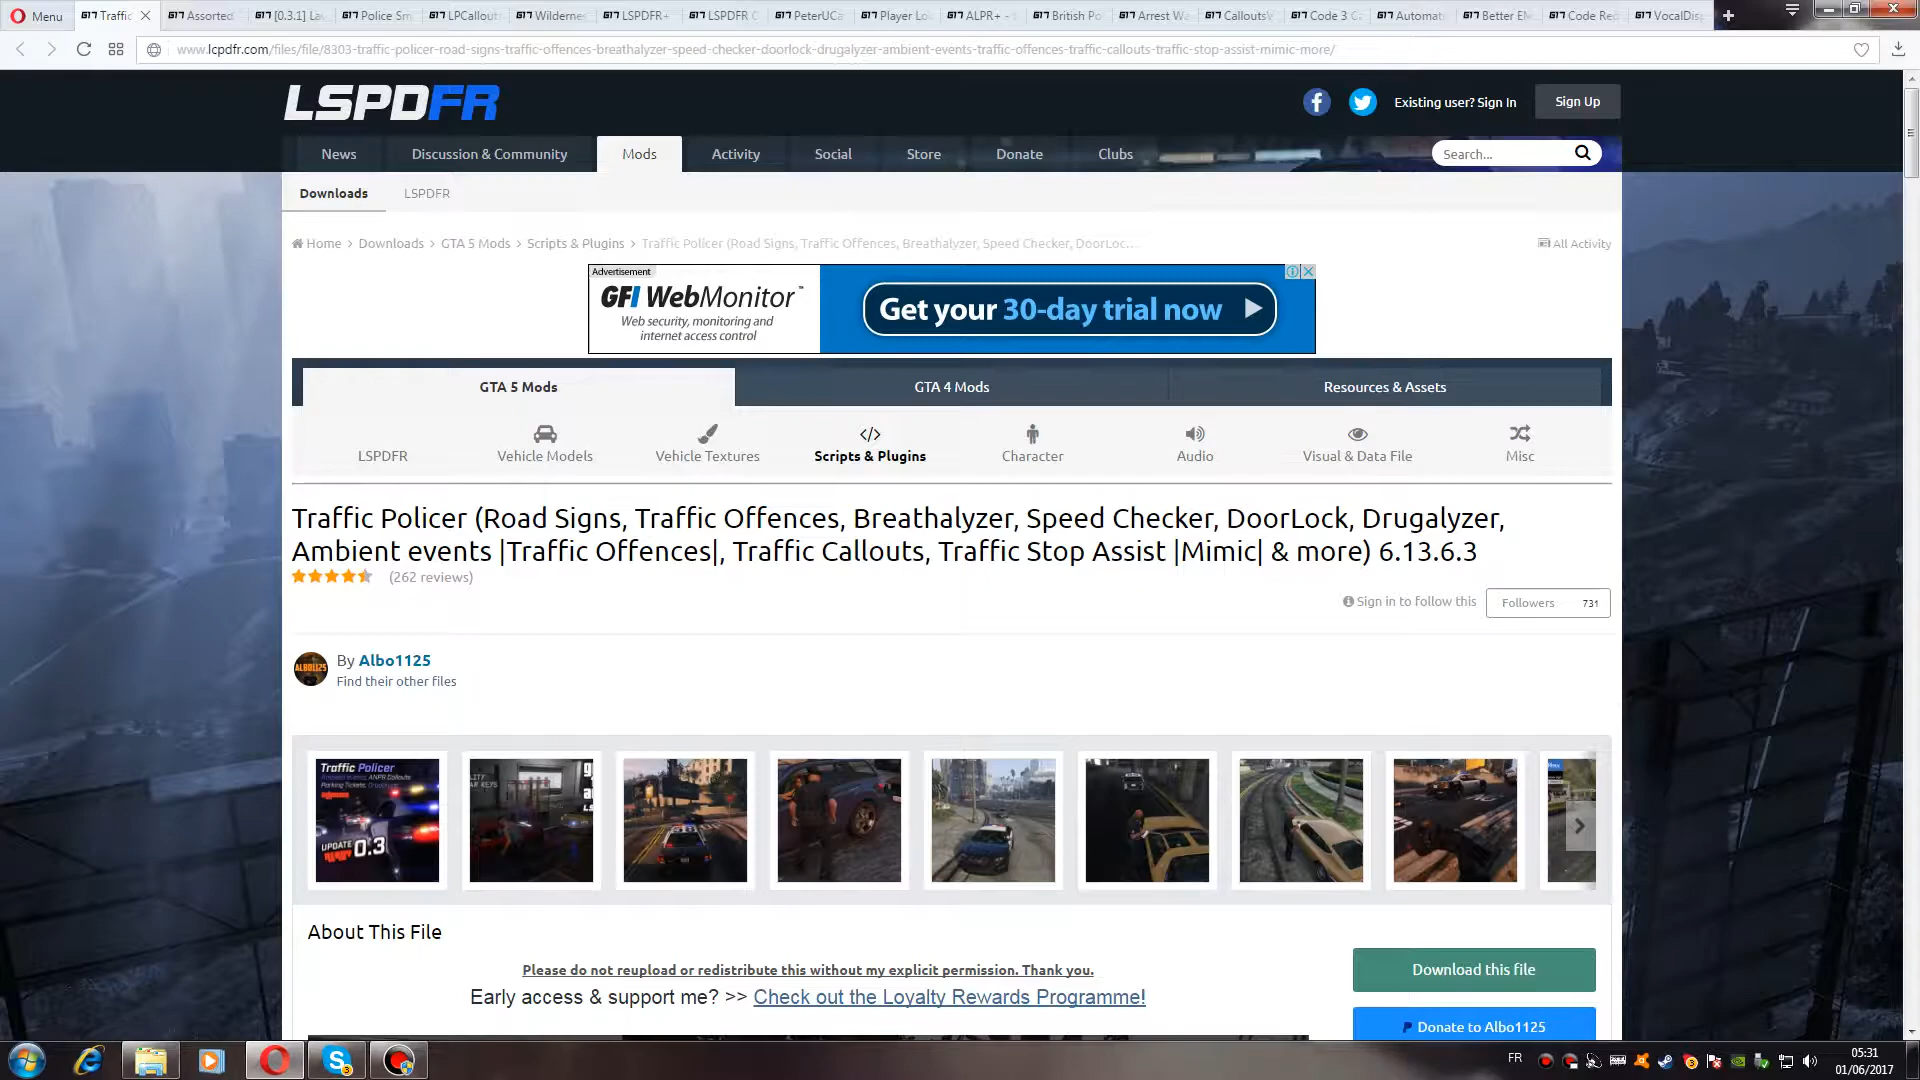 Menu
Traffic
Assorted
[0.3.1] La
Police Sm
LPCallout
Wilderne
LSPDFR+
LSPDFR
PeterUCa
Player Lo
ALPR+ -
British Po
Arrest Wa
CalloutsV
Code 3 Ca
Automat
Better EM
Code Red
VocalDis
www.lcpdfr.com/files/file/8303-traffic-policer-road-signs-traffic-offences-breathalyzer-speed-checker-doorlock-drugalyzer-ambient-events-traffic-offences-traffic-callouts-traffic-stop-assist-mimic-more/
LSPDFR
Existing user? Sign In
Sign Up
News
Discussion & Community
Mods
Activity
Social
Store
Donate
Clubs
Search...
Downloads
LSPDFR
Home > Downloads > GTA 5 Mods > Scripts & Plugins > Traffic Policer (Road Signs, Traffic Offences, Breathalyzer, Speed Checker, DoorLoc...
All Activity
Advertisement
GFI WebMonitor™
Web security, monitoring and
internet access control
Get your 30-day trial now
GTA 5 Mods
GTA 4 Mods
Resources & Assets
LSPDFR
Vehicle Models
Vehicle Textures
Scripts & Plugins
Character
Audio
Visual & Data File
Misc
Traffic Policer (Road Signs, Traffic Offences, Breathalyzer, Speed Checker, DoorLock, Drugalyzer,
Ambient events |Traffic Offences|, Traffic Callouts, Traffic Stop Assist |Mimic| & more) 6.13.6.3
(262 reviews)
Sign in to follow this
Followers 731
ALBO1125
By Albo1125
Find their other files
Traffic Policer
UPDATE 0.3
About This File
Please do not reupload or redistribute this without my explicit permission. Thank you.
Early access & support me? >> Check out the Loyalty Rewards Programme!
Download this file
Donate to Albo1125
FR
05:31
01/06/2017